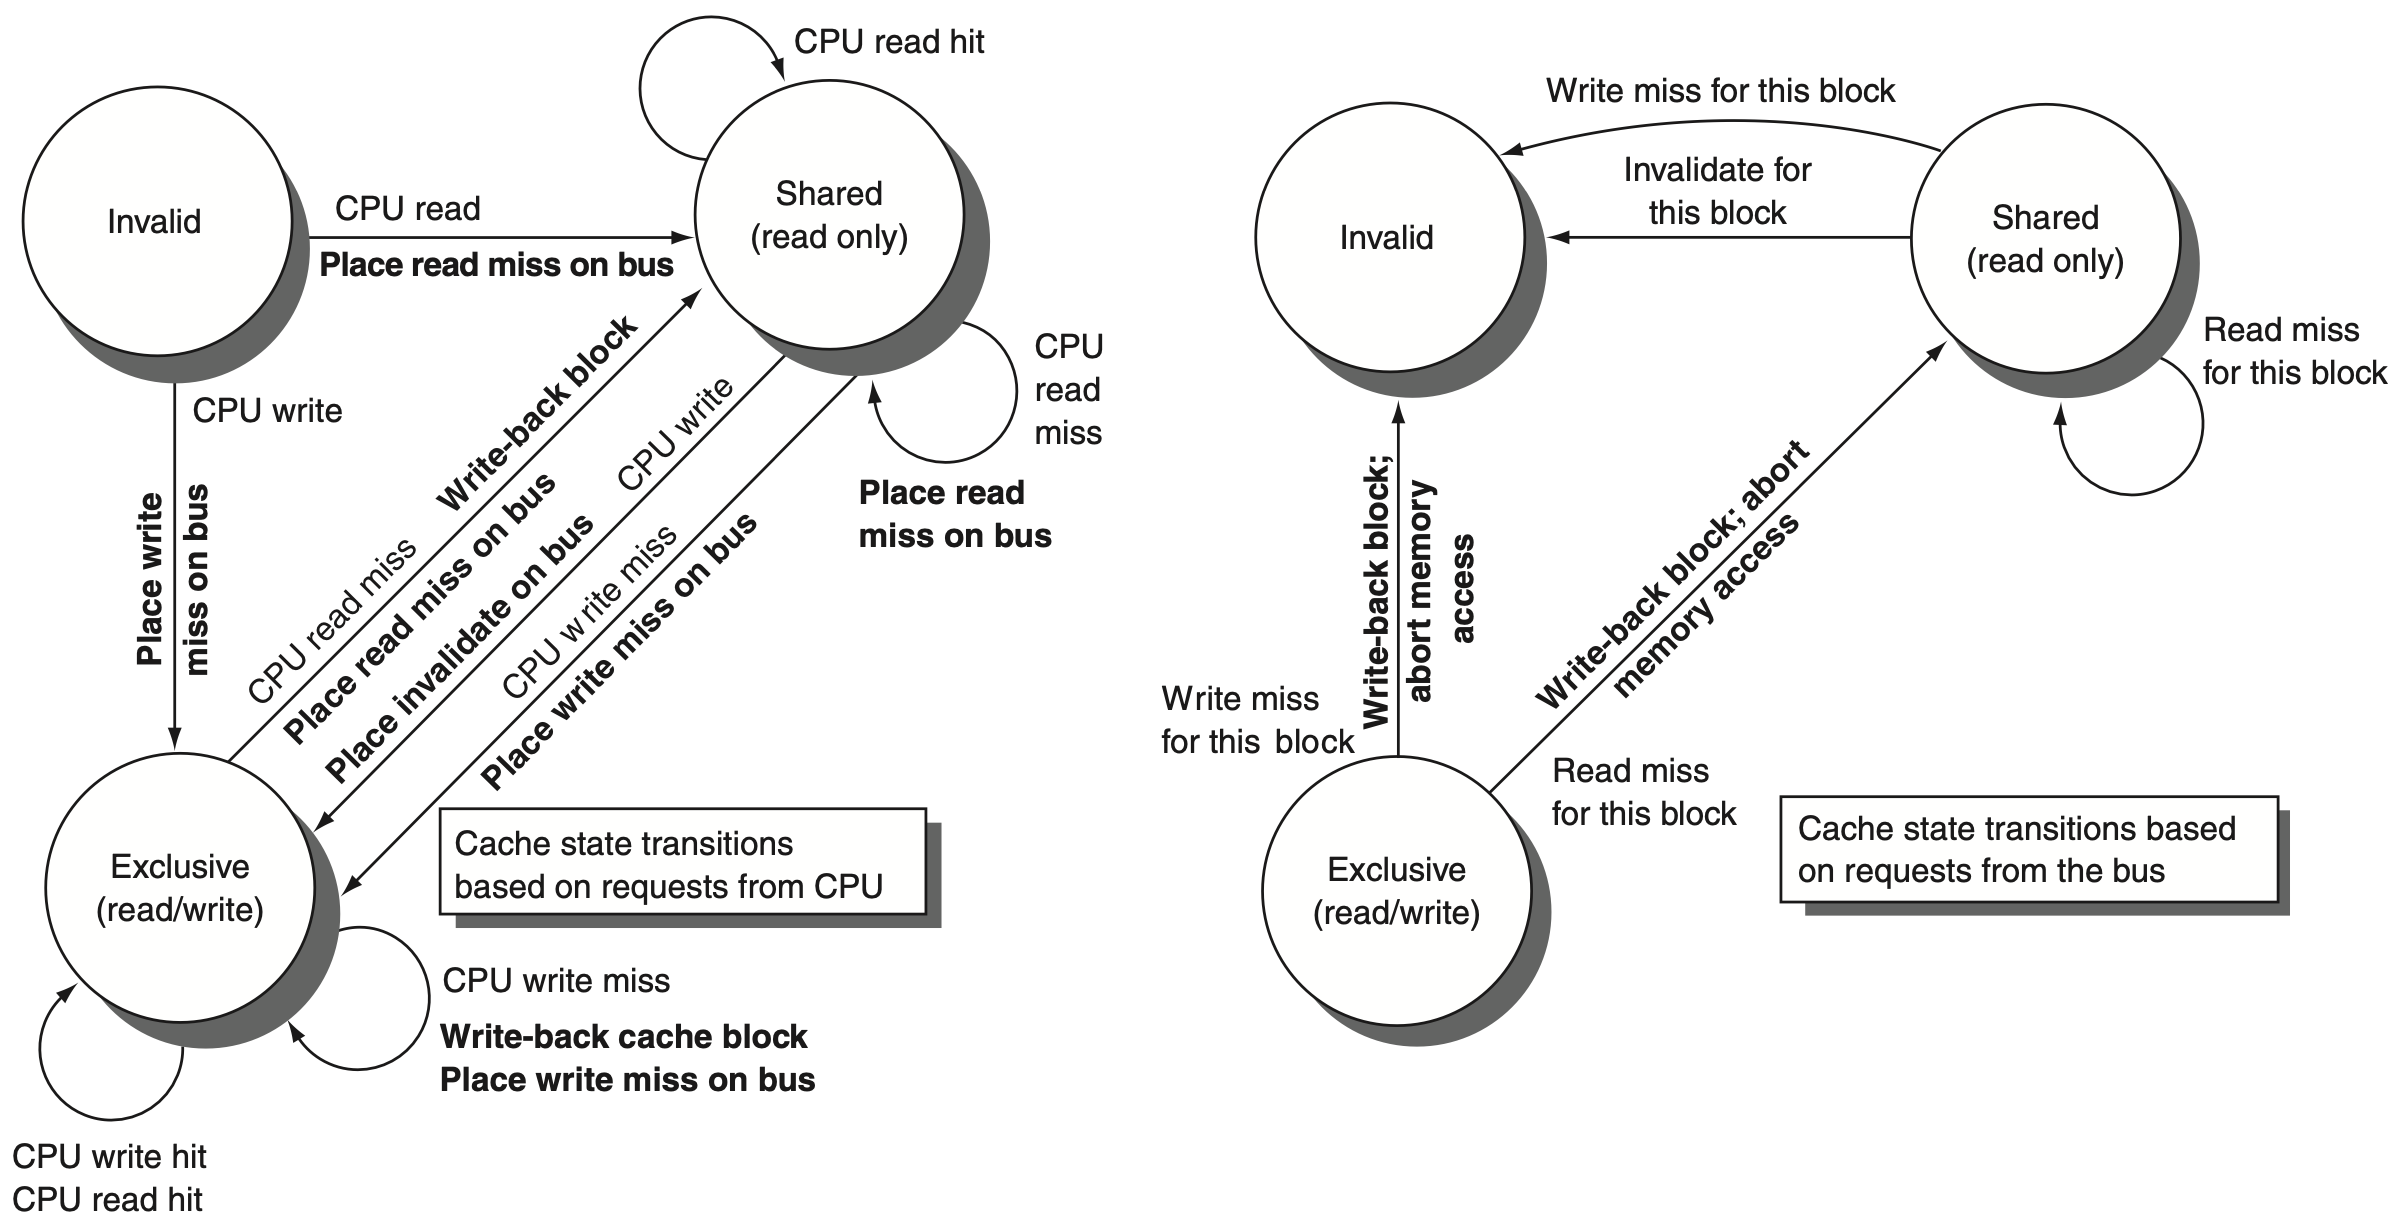 CPU read hit
Invalid
Shared
(read only)
CPU read
Place read miss on bus
CPU write
Place write
miss on bus
CPU read miss
Write-back block
Place read miss on bus
Place invalidate on bus
CPU write
CPU write miss
Place write miss on bus
CPU
read
miss
Place read
miss on bus
Exclusive
(read/write)
Cache state transitions
based on requests from CPU
CPU write miss
Write-back cache block
Place write miss on bus
CPU write hit
CPU read hit
Write miss for this block
Invalidate for
this block
Invalid
Shared
(read only)
Read miss
for this block
Write-back block;
abort memory
access
Write miss
for this block
Write-back block; abort
memory access
Read miss
for this block
Exclusive
(read/write)
Cache state transitions based
on requests from the bus